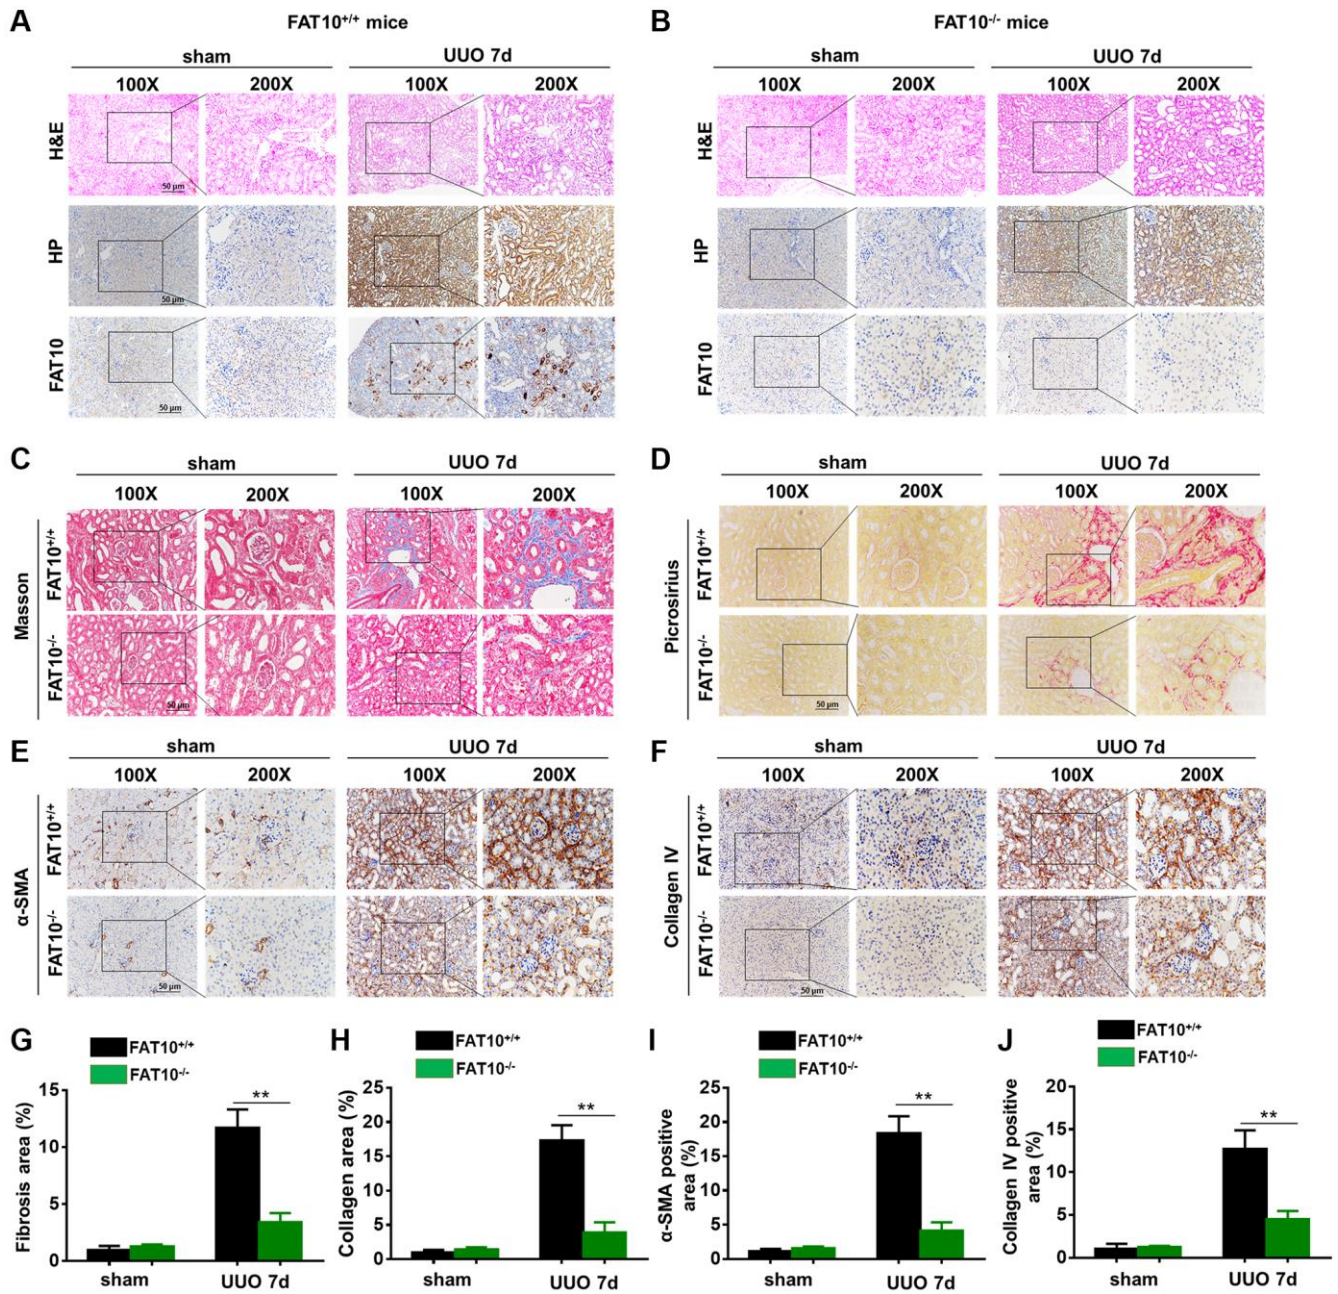 A
FAT10+/+ mice
sham
UUO 7d
100X
200X
100X
200X
H&E
50 µm
HP
50 µm
FAT10
50 µm
B
FAT10-/- mice
sham
UUO 7d
100X
200X
100X
200X
H&E
HP
FAT10
C
sham
UUO 7d
100X
200X
100X
200X
Masson
FAT10+/+
FAT10-/-
50 µm
D
sham
UUO 7d
100X
200X
100X
200X
Picrosirius
FAT10+/+
FAT10-/-
50 µm
E
sham
UUO 7d
100X
200X
100X
200X
α-SMA
FAT10+/+
FAT10-/-
50 µm
F
sham
UUO 7d
100X
200X
100X
200X
Collagen IV
FAT10+/+
FAT10-/-
50 µm
G
FAT10+/+
FAT10-/-
Fibrosis area (%)
15
10
5
0
**
sham
UUO 7d
H
FAT10+/+
FAT10-/-
Collagen area (%)
25
20
15
10
5
0
**
sham
UUO 7d
I
FAT10+/+
FAT10-/-
α-SMA positive
area (%)
25
20
15
10
5
0
**
sham
UUO 7d
J
FAT10+/+
FAT10-/-
Collagen IV positive
area (%)
20
15
10
5
0
**
sham
UUO 7d